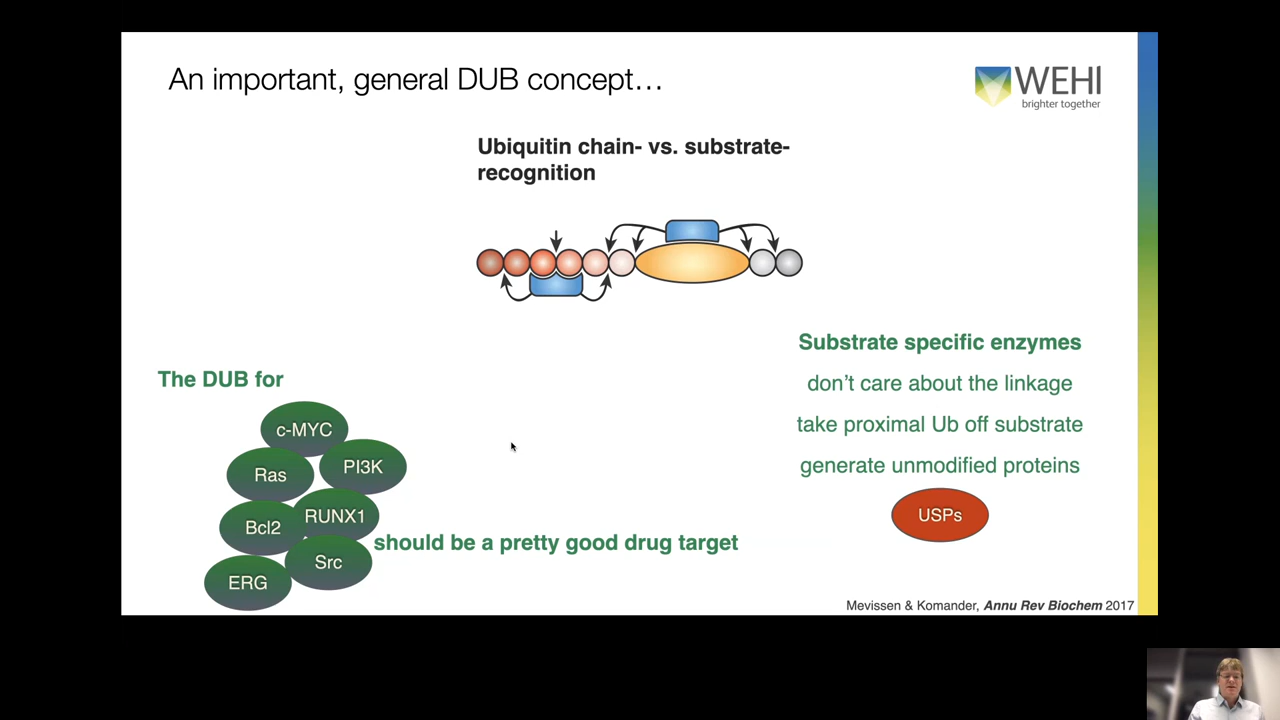 An important, general DUB concept…
WEHI
brighter together
Ubiquitin chain- vs. substrate-
recognition
Substrate specific enzymes
don't care about the linkage
take proximal Ub off substrate
generate unmodified proteins
USPs
The DUB for
c-MYC
PI3K
Ras
RUNX1
Bcl2
Src
ERG
should be a pretty good drug target
Mevissen & Komander, Annu Rev Biochem 2017